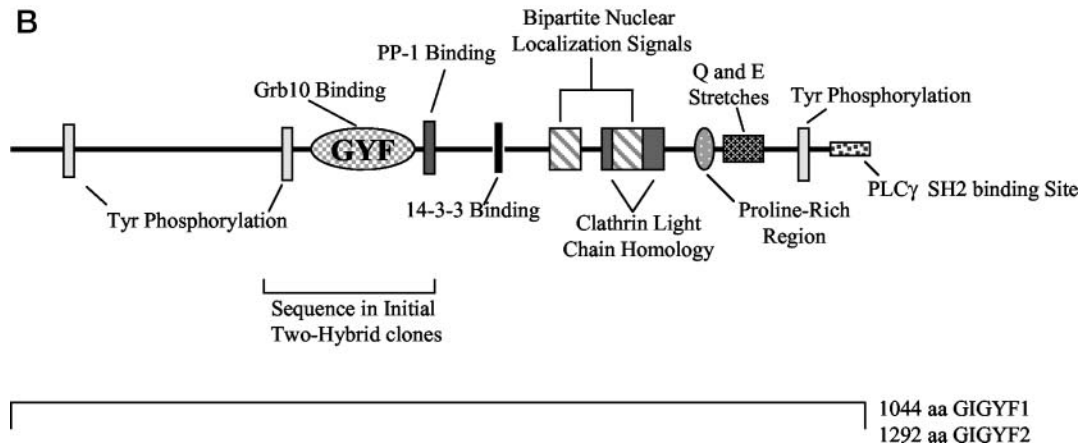 B
Bipartite Nuclear
Localization Signals
PP-1 Binding
Grb10 Binding
Q and E
Stretches
Tyr Phosphorylation
GYF
PLCγ SH2 binding Site
14-3-3 Binding
Tyr Phosphorylation
Clathrin Light
Chain Homology
Proline-Rich
Region
Sequence in Initial
Two-Hybrid clones
1044 aa GIGYF1
1292 aa GIGYF2